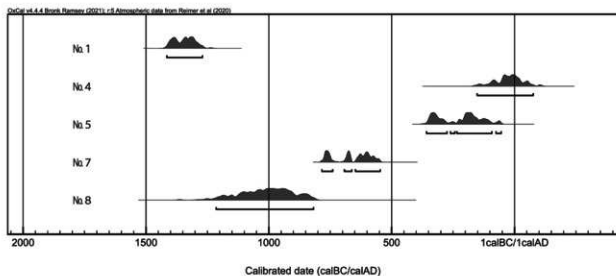 OxCal v4.4.4 Bronk Ramsey (2021); r:5 Atmospheric data from Reimer et al (2020)
No.1
No.4
No.5
No.7
No.8
2000 1500 1000 500 1calBC/1calAD
Calibrated date (calBC/calAD)